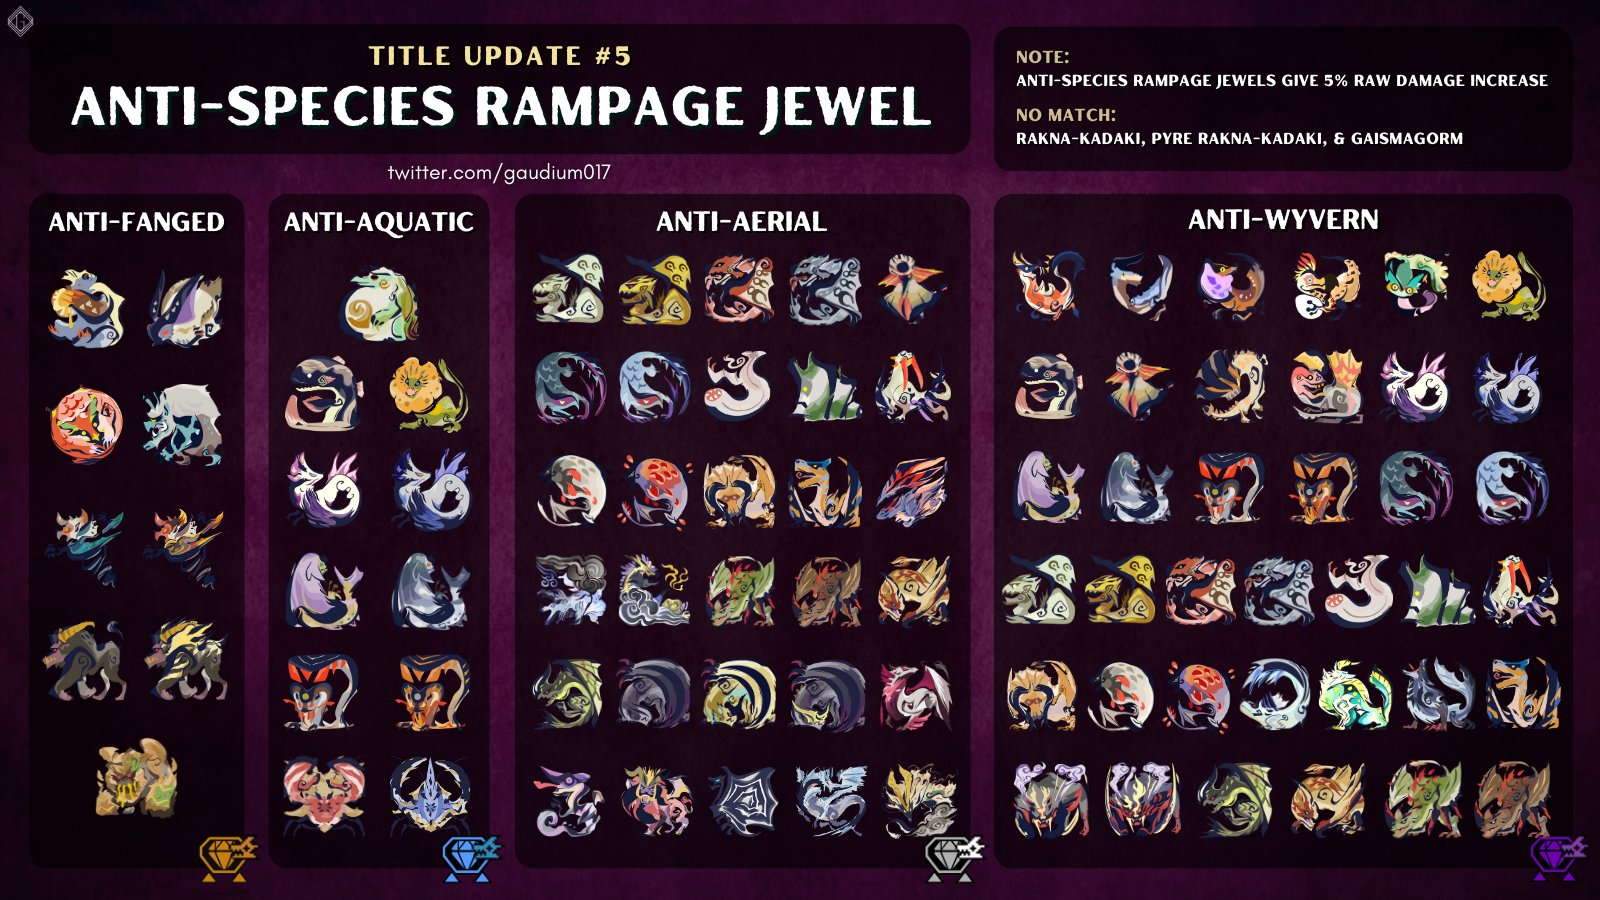 TITLE UPDATE #5
ANTI-SPECIES RAMPAGE JEWEL
twitter.com/gaudium017
NOTE:
ANTI-SPECIES RAMPAGE JEWELS GIVE 5% RAW DAMAGE INCREASE
NO MATCH:
RAKNA-KADAKI, PYRE RAKNA-KADAKI, & GAISMAGORM
ANTI-FANGED
ANTI-AQUATIC
ANTI-AERIAL
ANTI-WYVERN